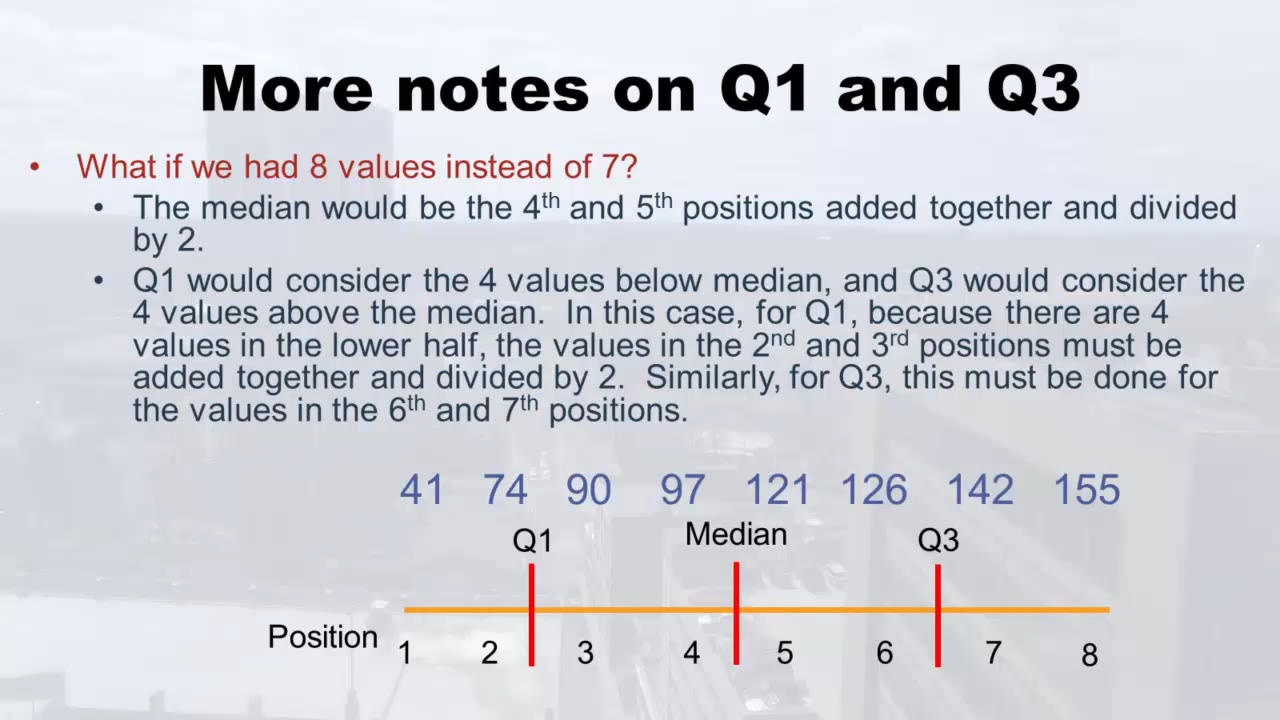 More notes on Q1 and Q3
• What if we had 8 values instead of 7?
• The median would be the 4th and 5th positions added together and divided
by 2.
• Q1 would consider the 4 values below median, and Q3 would consider the
4 values above the median.  In this case, for Q1, because there are 4
values in the lower half, the values in the 2nd and 3rd positions must be
added together and divided by 2.  Similarly, for Q3, this must be done for
the values in the 6th and 7th positions.
41 74 90 97 121 126 142 155
Q1 Median Q3
Position 1 2 3 4 5 6 7 8